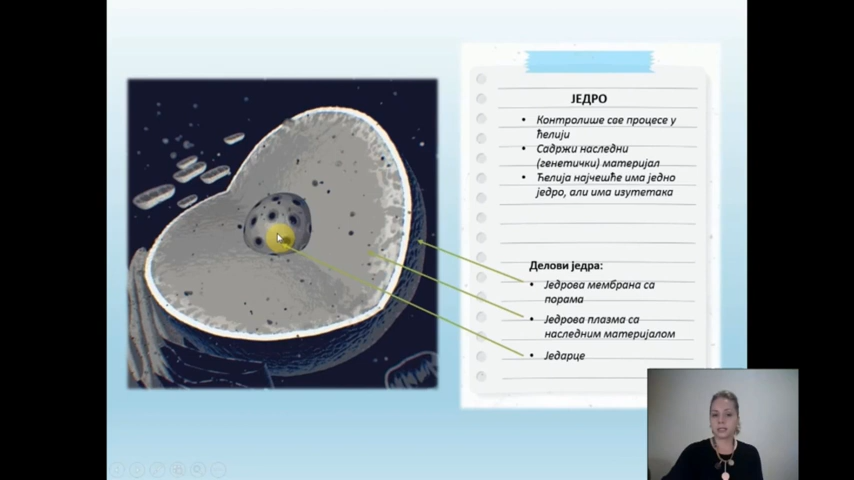 ЈЕДРО
• Контролише све процесе у
ћелији
• Садржи наследни
(генетички) материјал
• Ћелија најчешће има једно
једро, али има изутетака
Делови једра:
• Једрова мембрана са
порама
• Једрова плазма са
наследним материјалом
• Једарце